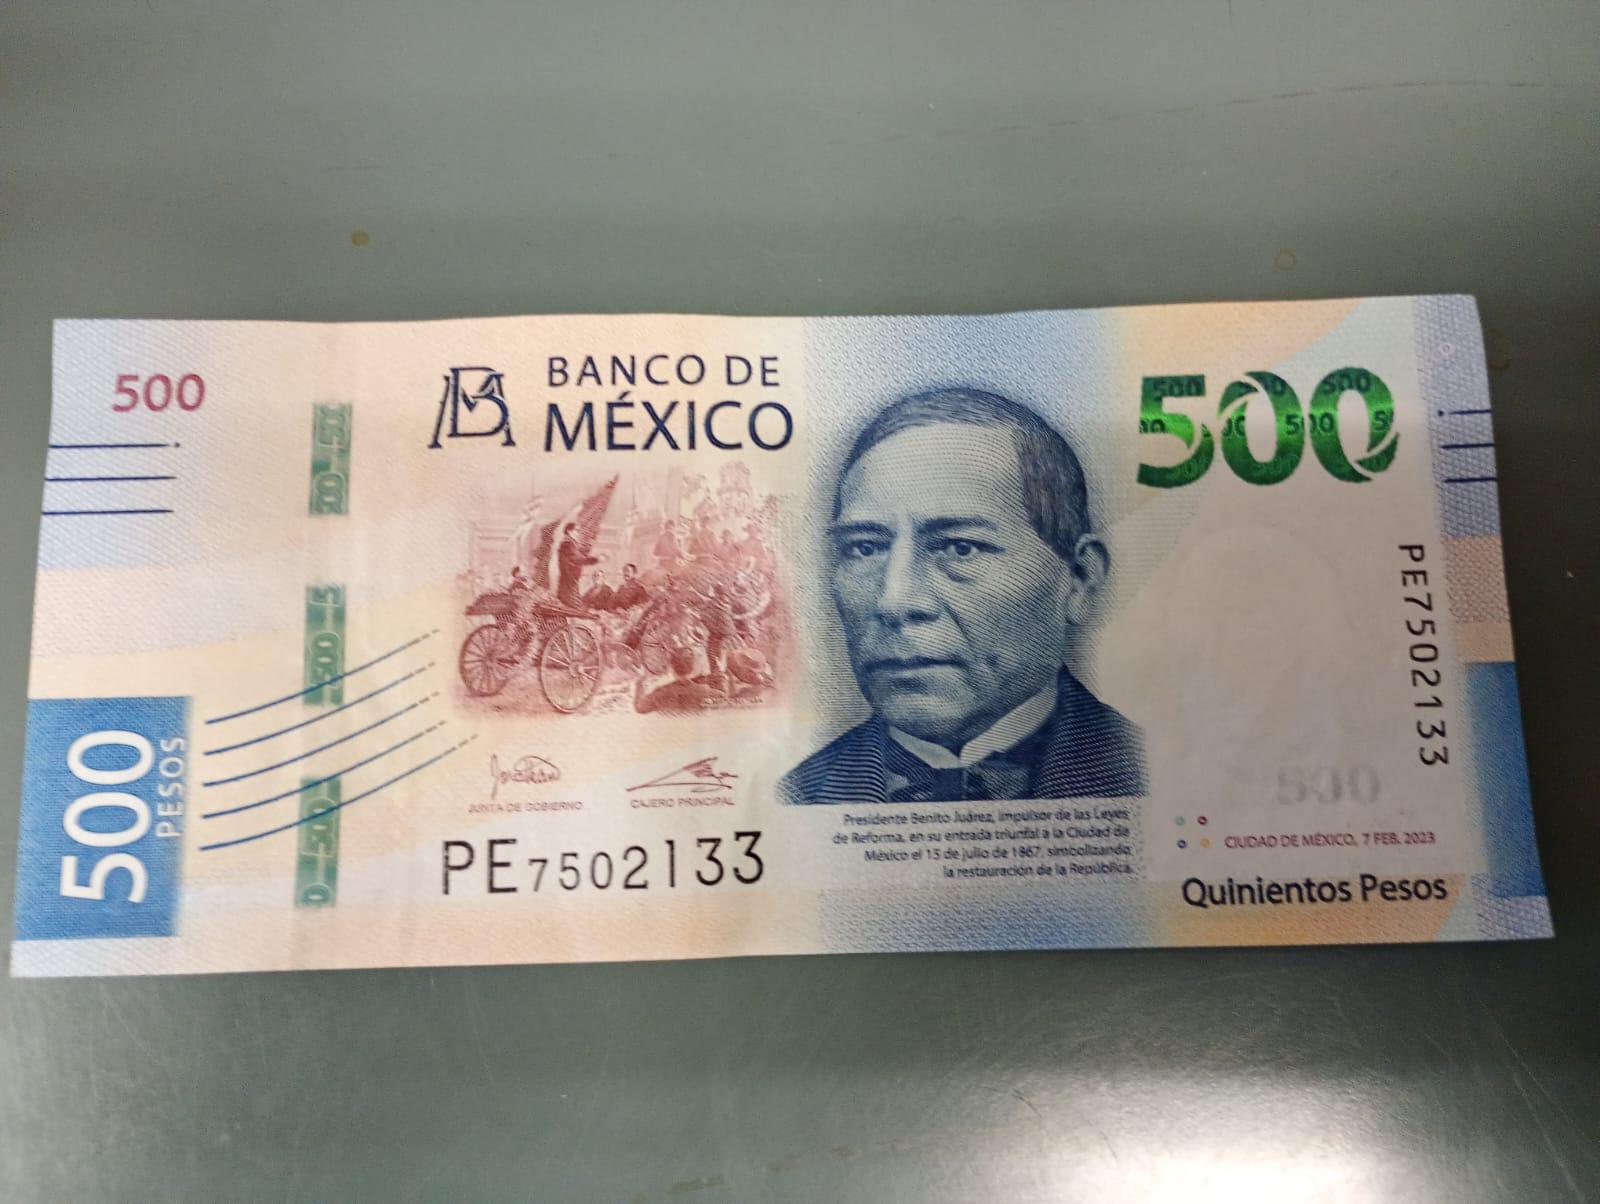 500
BM
BANCO DE
MÉXICO
500
500
PESOS
JUNTA DE GOBIERNO
CAJERO PRINCIPAL
PE7502133
Presidente Benito Juárez, impulsor de las Leyes
de Reforma, en su entrada triunfal a la Ciudad de
México el 15 de julio de 1867, simbolizando
la restauración de la República.
PE7502133
500
CIUDAD DE MÉXICO, 7 FEB. 2023
Quinientos Pesos